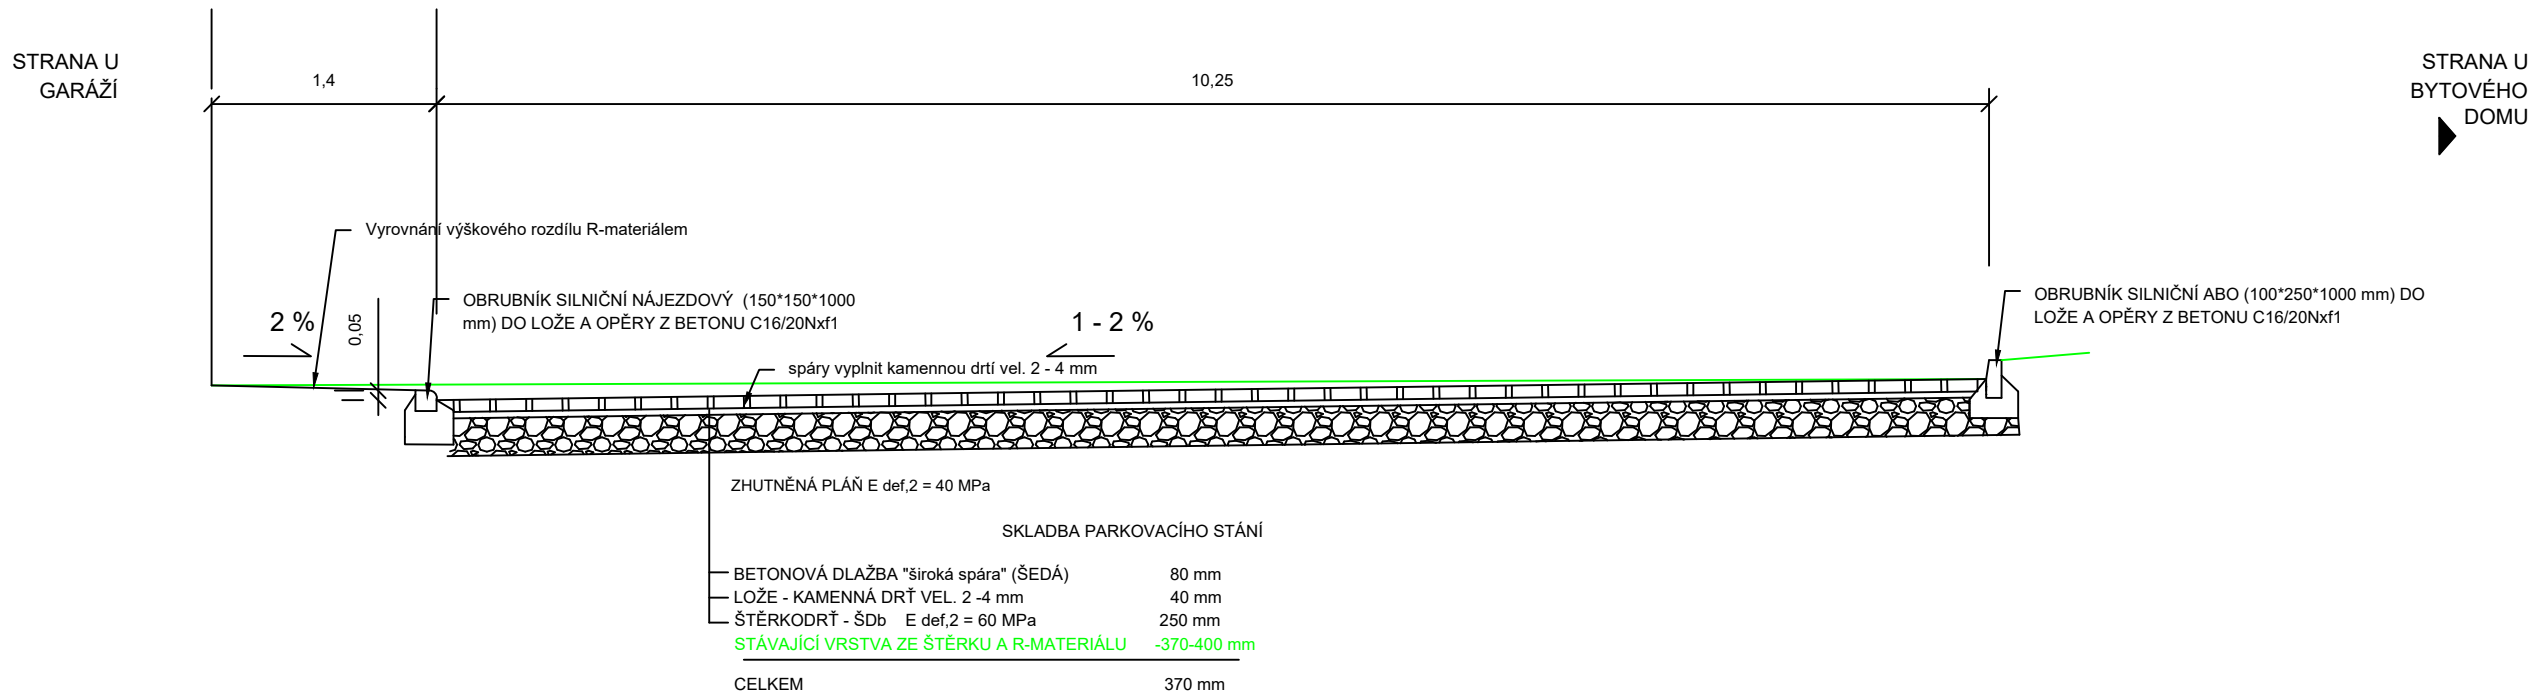 STRANA U
GARÁŽÍ
1,4
10,25
STRANA U
BYTOVÉHO
DOMU
Vyrovnání výškového rozdílu R-materiálem
OBRUBNÍK SILNIČNÍ NÁJEZDOVÝ (150*150*1000
mm) DO LOŽE A OPĚRY Z BETONU C16/20Nxf1
OBRUBNÍK SILNIČNÍ ABO (100*250*1000 mm) DO
LOŽE A OPĚRY Z BETONU C16/20Nxf1
2 %
0,05
1 - 2 %
spáry vyplnit kamennou drtí vel. 2 - 4 mm
ZHUTNĚNÁ PLÁŇ E def,2 = 40 MPa
SKLADBA PARKOVACÍHO STÁNÍ
BETONOVÁ DLAŽBA "široká spára" (ŠEDÁ) 80 mm
LOŽE - KAMENNÁ DRŤ VEL. 2 -4 mm 40 mm
ŠTĚRKODRŤ - ŠDb E def,2 = 60 MPa 250 mm
STÁVAJÍCÍ VRSTVA ZE ŠTĚRKU A R-MATERIÁLU -370-400 mm
CELKEM 370 mm